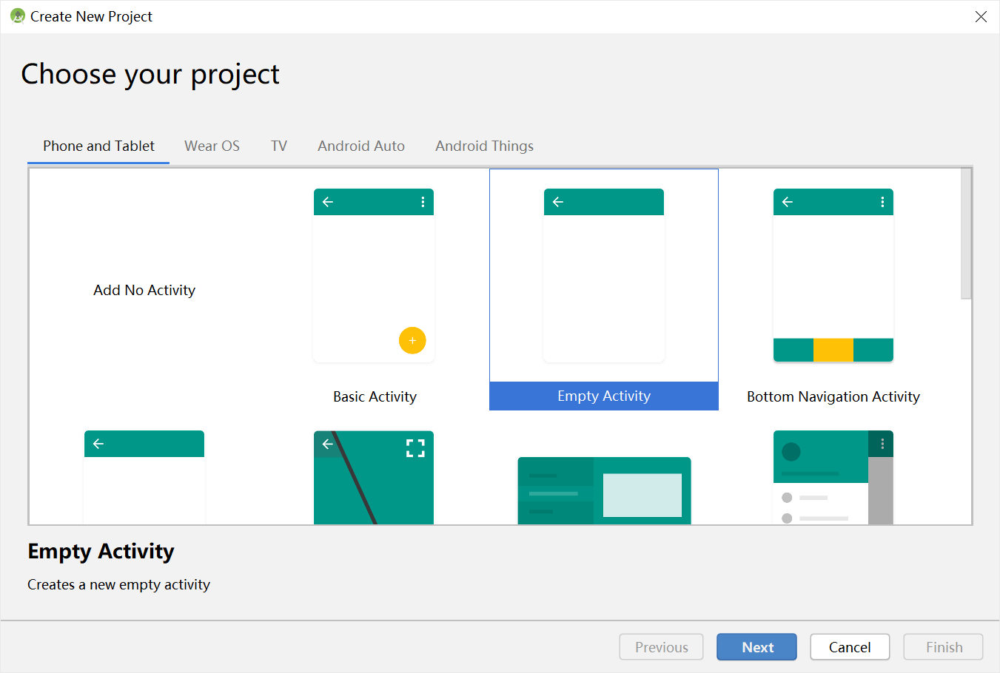 Create New Project
Choose your project
Phone and Tablet
Wear OS
TV
Android Auto
Android Things
Add No Activity
Basic Activity
Empty Activity
Bottom Navigation Activity
Empty Activity
Creates a new empty activity
Previous
Next
Cancel
Finish